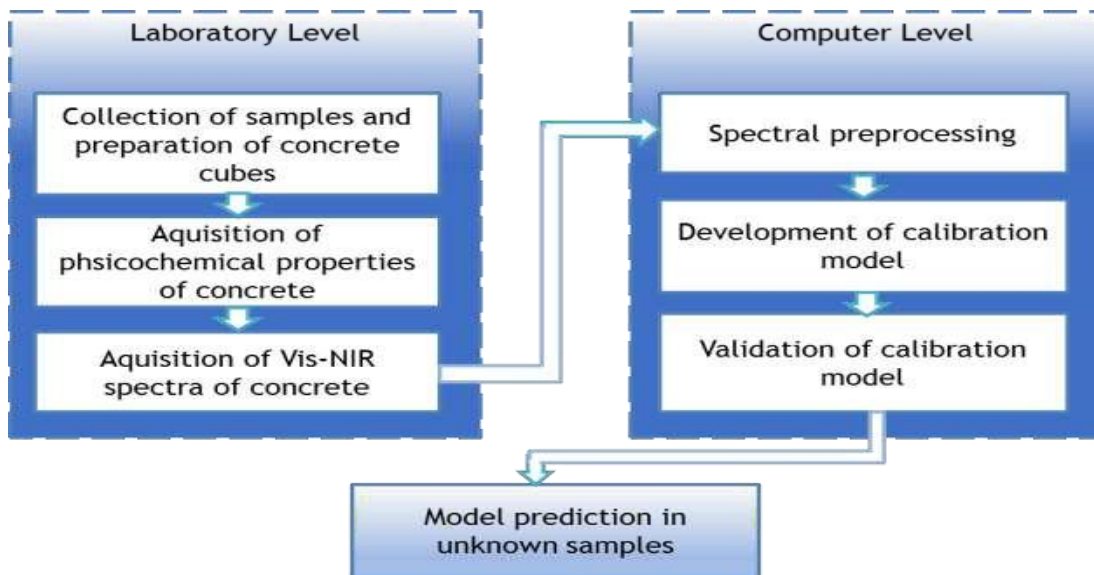 Laboratory Level
Collection of samples and
preparation of concrete
cubes
Aquisition of
phsicochemical properties
of concrete
Aquisition of Vis-NIR
spectra of concrete
Computer Level
Spectral preprocessing
Development of calibration
model
Validation of calibration
model
Model prediction in
unknown samples